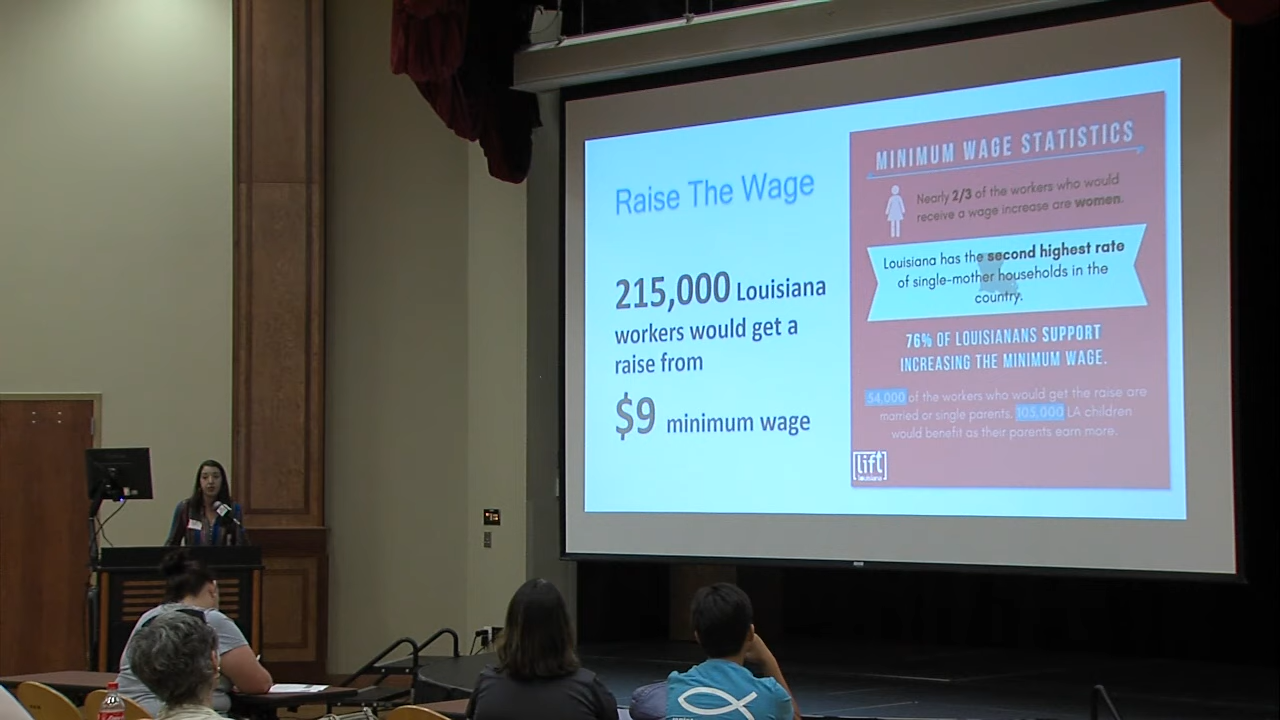 Raise The Wage
215,000 Louisiana
workers would get a
raise from
$9 minimum wage
MINIMUM WAGE STATISTICS
Nearly 2/3 of the workers who would
receive a wage increase are women.
Louisiana has the second highest rate
of single-mother households in the
country.
76% OF LOUISIANANS SUPPORT
INCREASING THE MINIMUM WAGE.
54,000 of the workers who would get the raise are
married or single parents. 105,000 LA children
would benefit as their parents earn more.
[lift]
louisiana